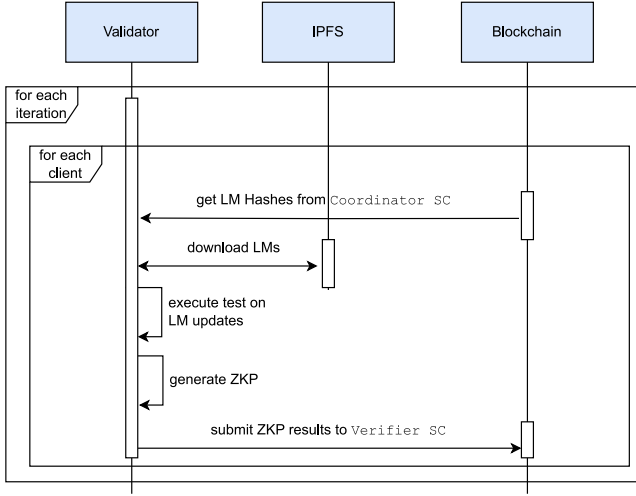 Validator
IPFS
Blockchain
for each
iteration
for each
client
get LM Hashes from Coordinator SC
download LMs
execute test on
LM updates
generate ZKP
submit ZKP results to Verifier SC